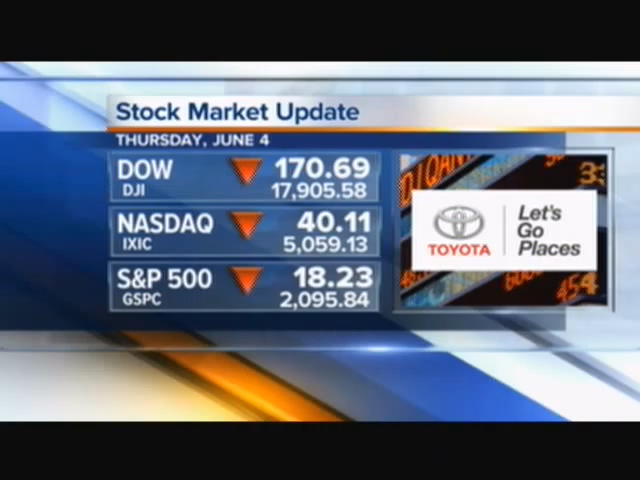 Stock Market Update
THURSDAY, JUNE 4
DOW 170.69
DJI 17,905.58
NASDAQ 40.11
IXIC 5,059.13
S&P 500 18.23
GSPC 2,095.84
TOYOTA
Let's
Go
Places